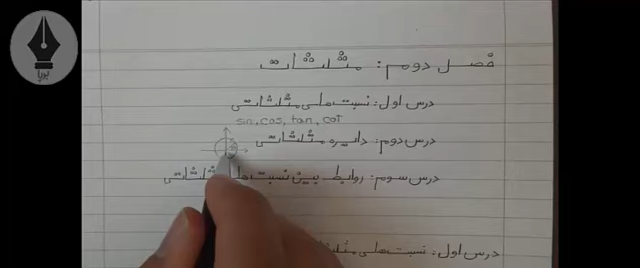 فصل دوم: مثلثات
درس اول: نسبت های مثلثاتی
sin, cos, tan, cot
درس دوم: دایره مثلثاتی
درس سوم: روابط بین نسبت های مثلثاتی
درس اول: نسبت های
پویا